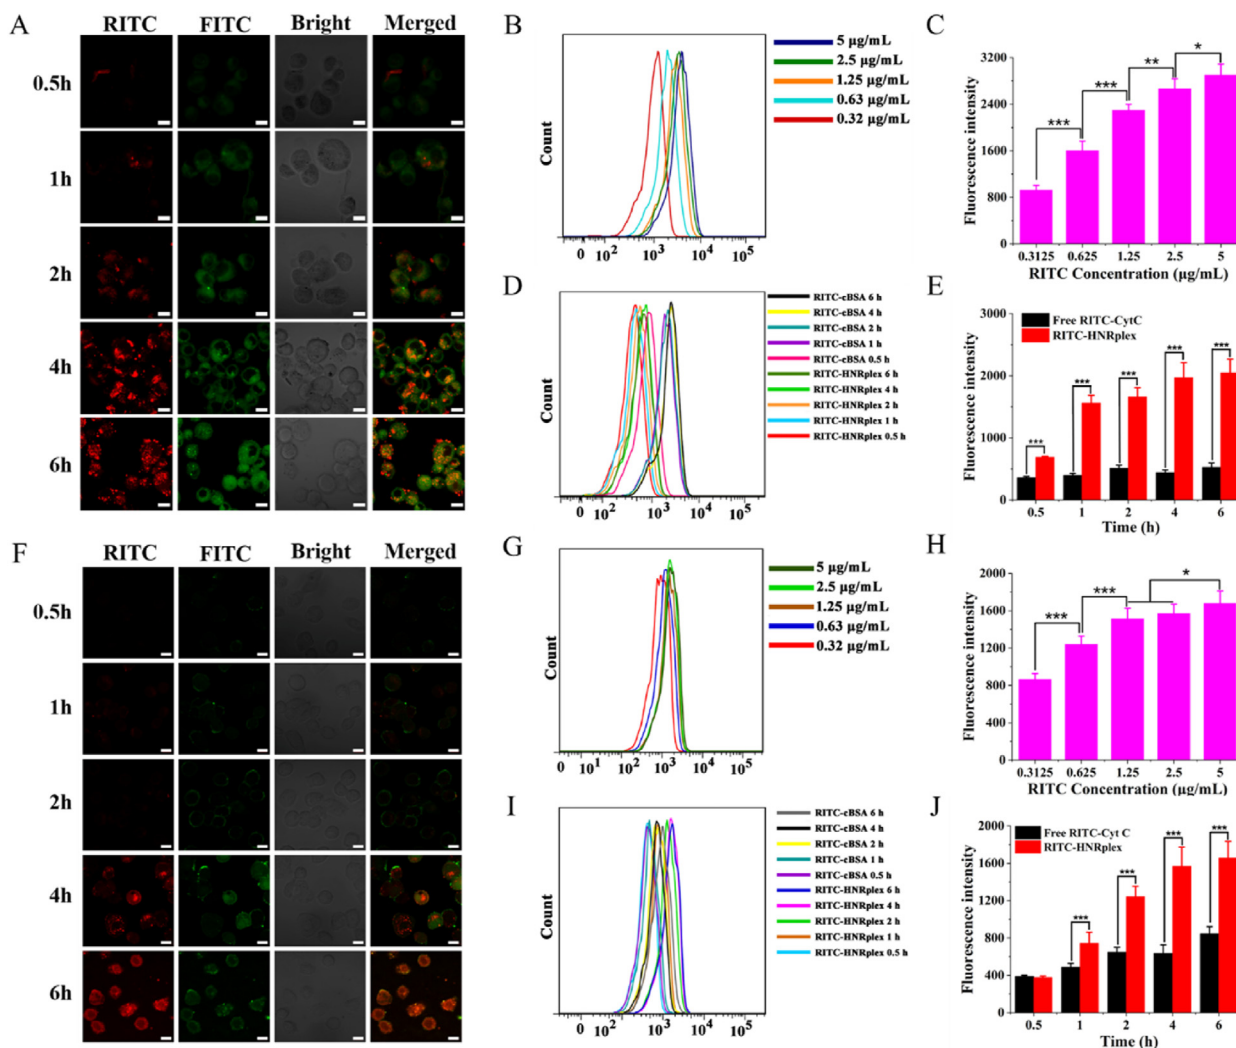 A
RITC FITC Bright Merged
0.5h
1h
2h
4h
6h
B
Count
5 μg/mL
2.5 μg/mL
1.25 μg/mL
0.63 μg/mL
0.32 μg/mL
0 10² 10³ 10⁴ 10⁵
C
Fluorescence intensity
3200
2400
1600
800
0
*** *** ** *
0.3125 0.625 1.25 2.5 5
RITC Concentration (μg/mL)
D
Count
RITC-cBSA 6 h
RITC-cBSA 4 h
RITC-cBSA 2 h
RITC-cBSA 1 h
RITC-cBSA 0.5 h
RITC-HNRplex 6 h
RITC-HNRplex 4 h
RITC-HNRplex 2 h
RITC-HNRplex 1 h
RITC-HNRplex 0.5 h
0 10² 10³ 10⁴ 10⁵
E
Fluorescence intensity
3000
2000
1000
0
Free RITC-CytC
RITC-HNRplex
*** *** *** *** ***
0.5 1 2 4 6
Time (h)
F
RITC FITC Bright Merged
0.5h
1h
2h
4h
6h
G
Count
5 μg/mL
2.5 μg/mL
1.25 μg/mL
0.63 μg/mL
0.32 μg/mL
0 10¹ 10² 10³ 10⁴ 10⁵
H
Fluorescence intensity
2000
1600
1200
800
400
0
*** *** *
0.3125 0.625 1.25 2.5 5
RITC Concentration (μg/mL)
I
Count
RITC-cBSA 6 h
RITC-cBSA 4 h
RITC-cBSA 2 h
RITC-cBSA 1 h
RITC-cBSA 0.5 h
RITC-HNRplex 6 h
RITC-HNRplex 4 h
RITC-HNRplex 2 h
RITC-HNRplex 1 h
RITC-HNRplex 0.5 h
0 10² 10³ 10⁴ 10⁵
J
Fluorescence intensity
2000
1600
1200
800
400
0
Free RITC-Cyt C
RITC-HNRplex
*** *** *** ***
0.5 1 2 4 6
Time (h)